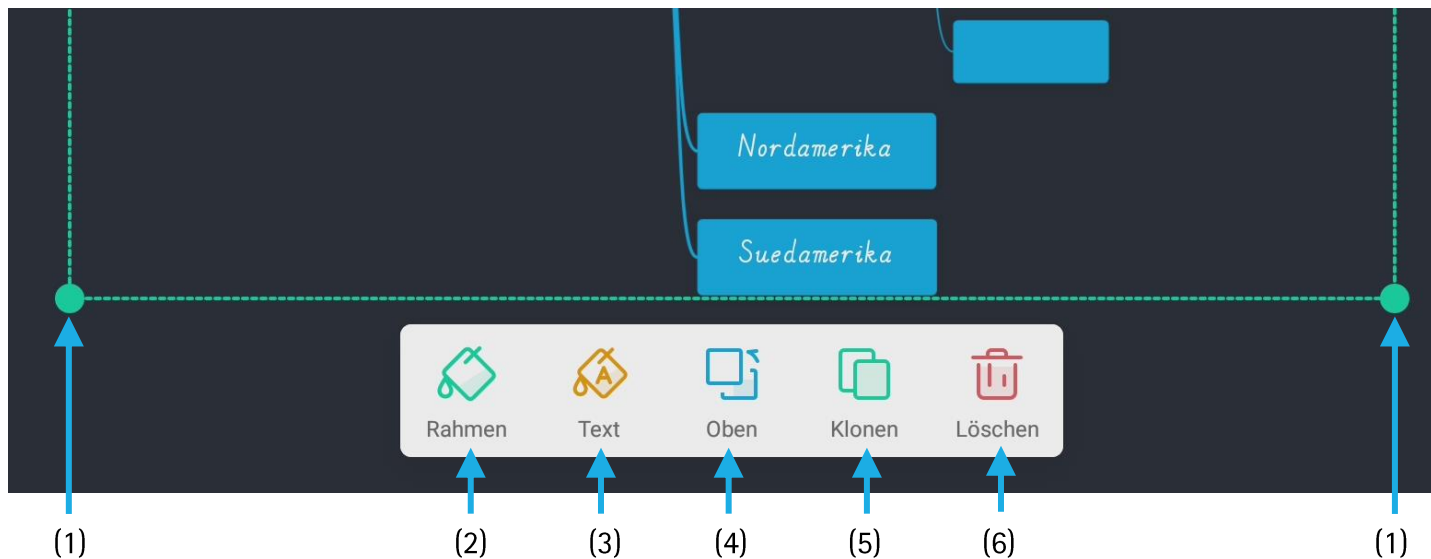 Nordamerika
Suedamerika
Rahmen Text Oben Klonen Löschen
(1) (2) (3) (4) (5) (6) (1)